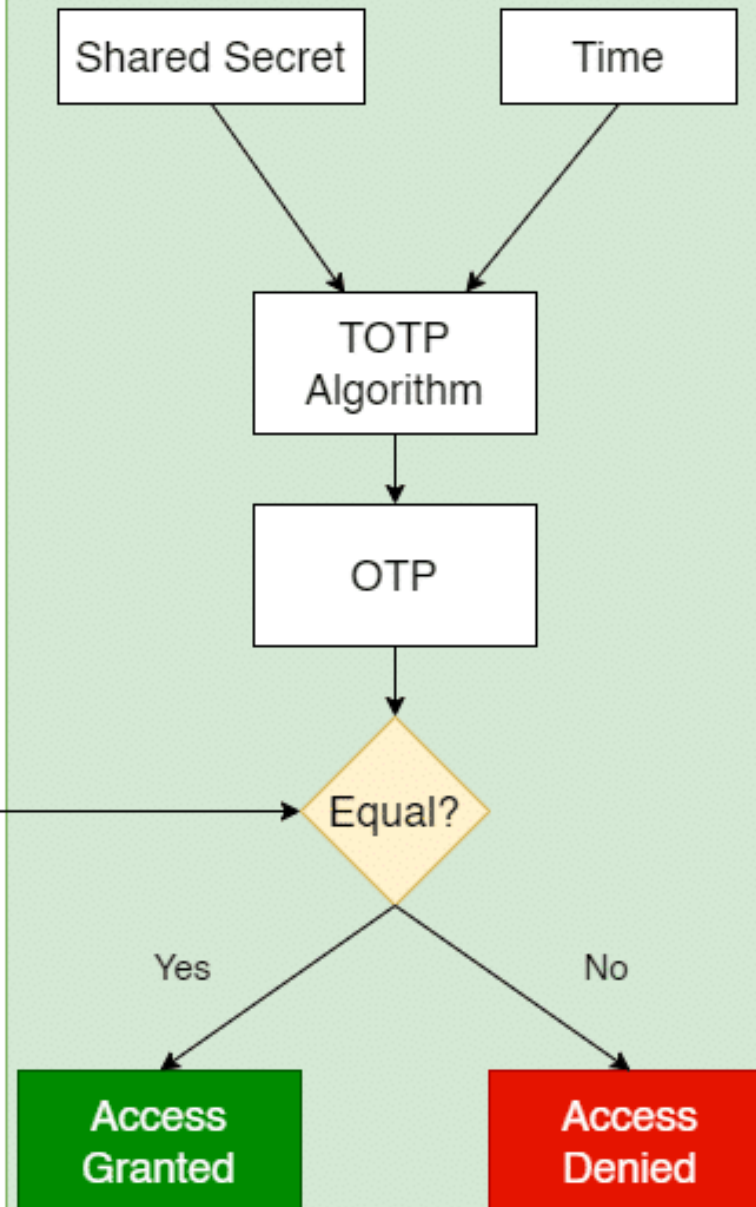 Shared Secret
Time
TOTP
Algorithm
OTP
Equal?
Yes
No
Access
Granted
Access
Denied